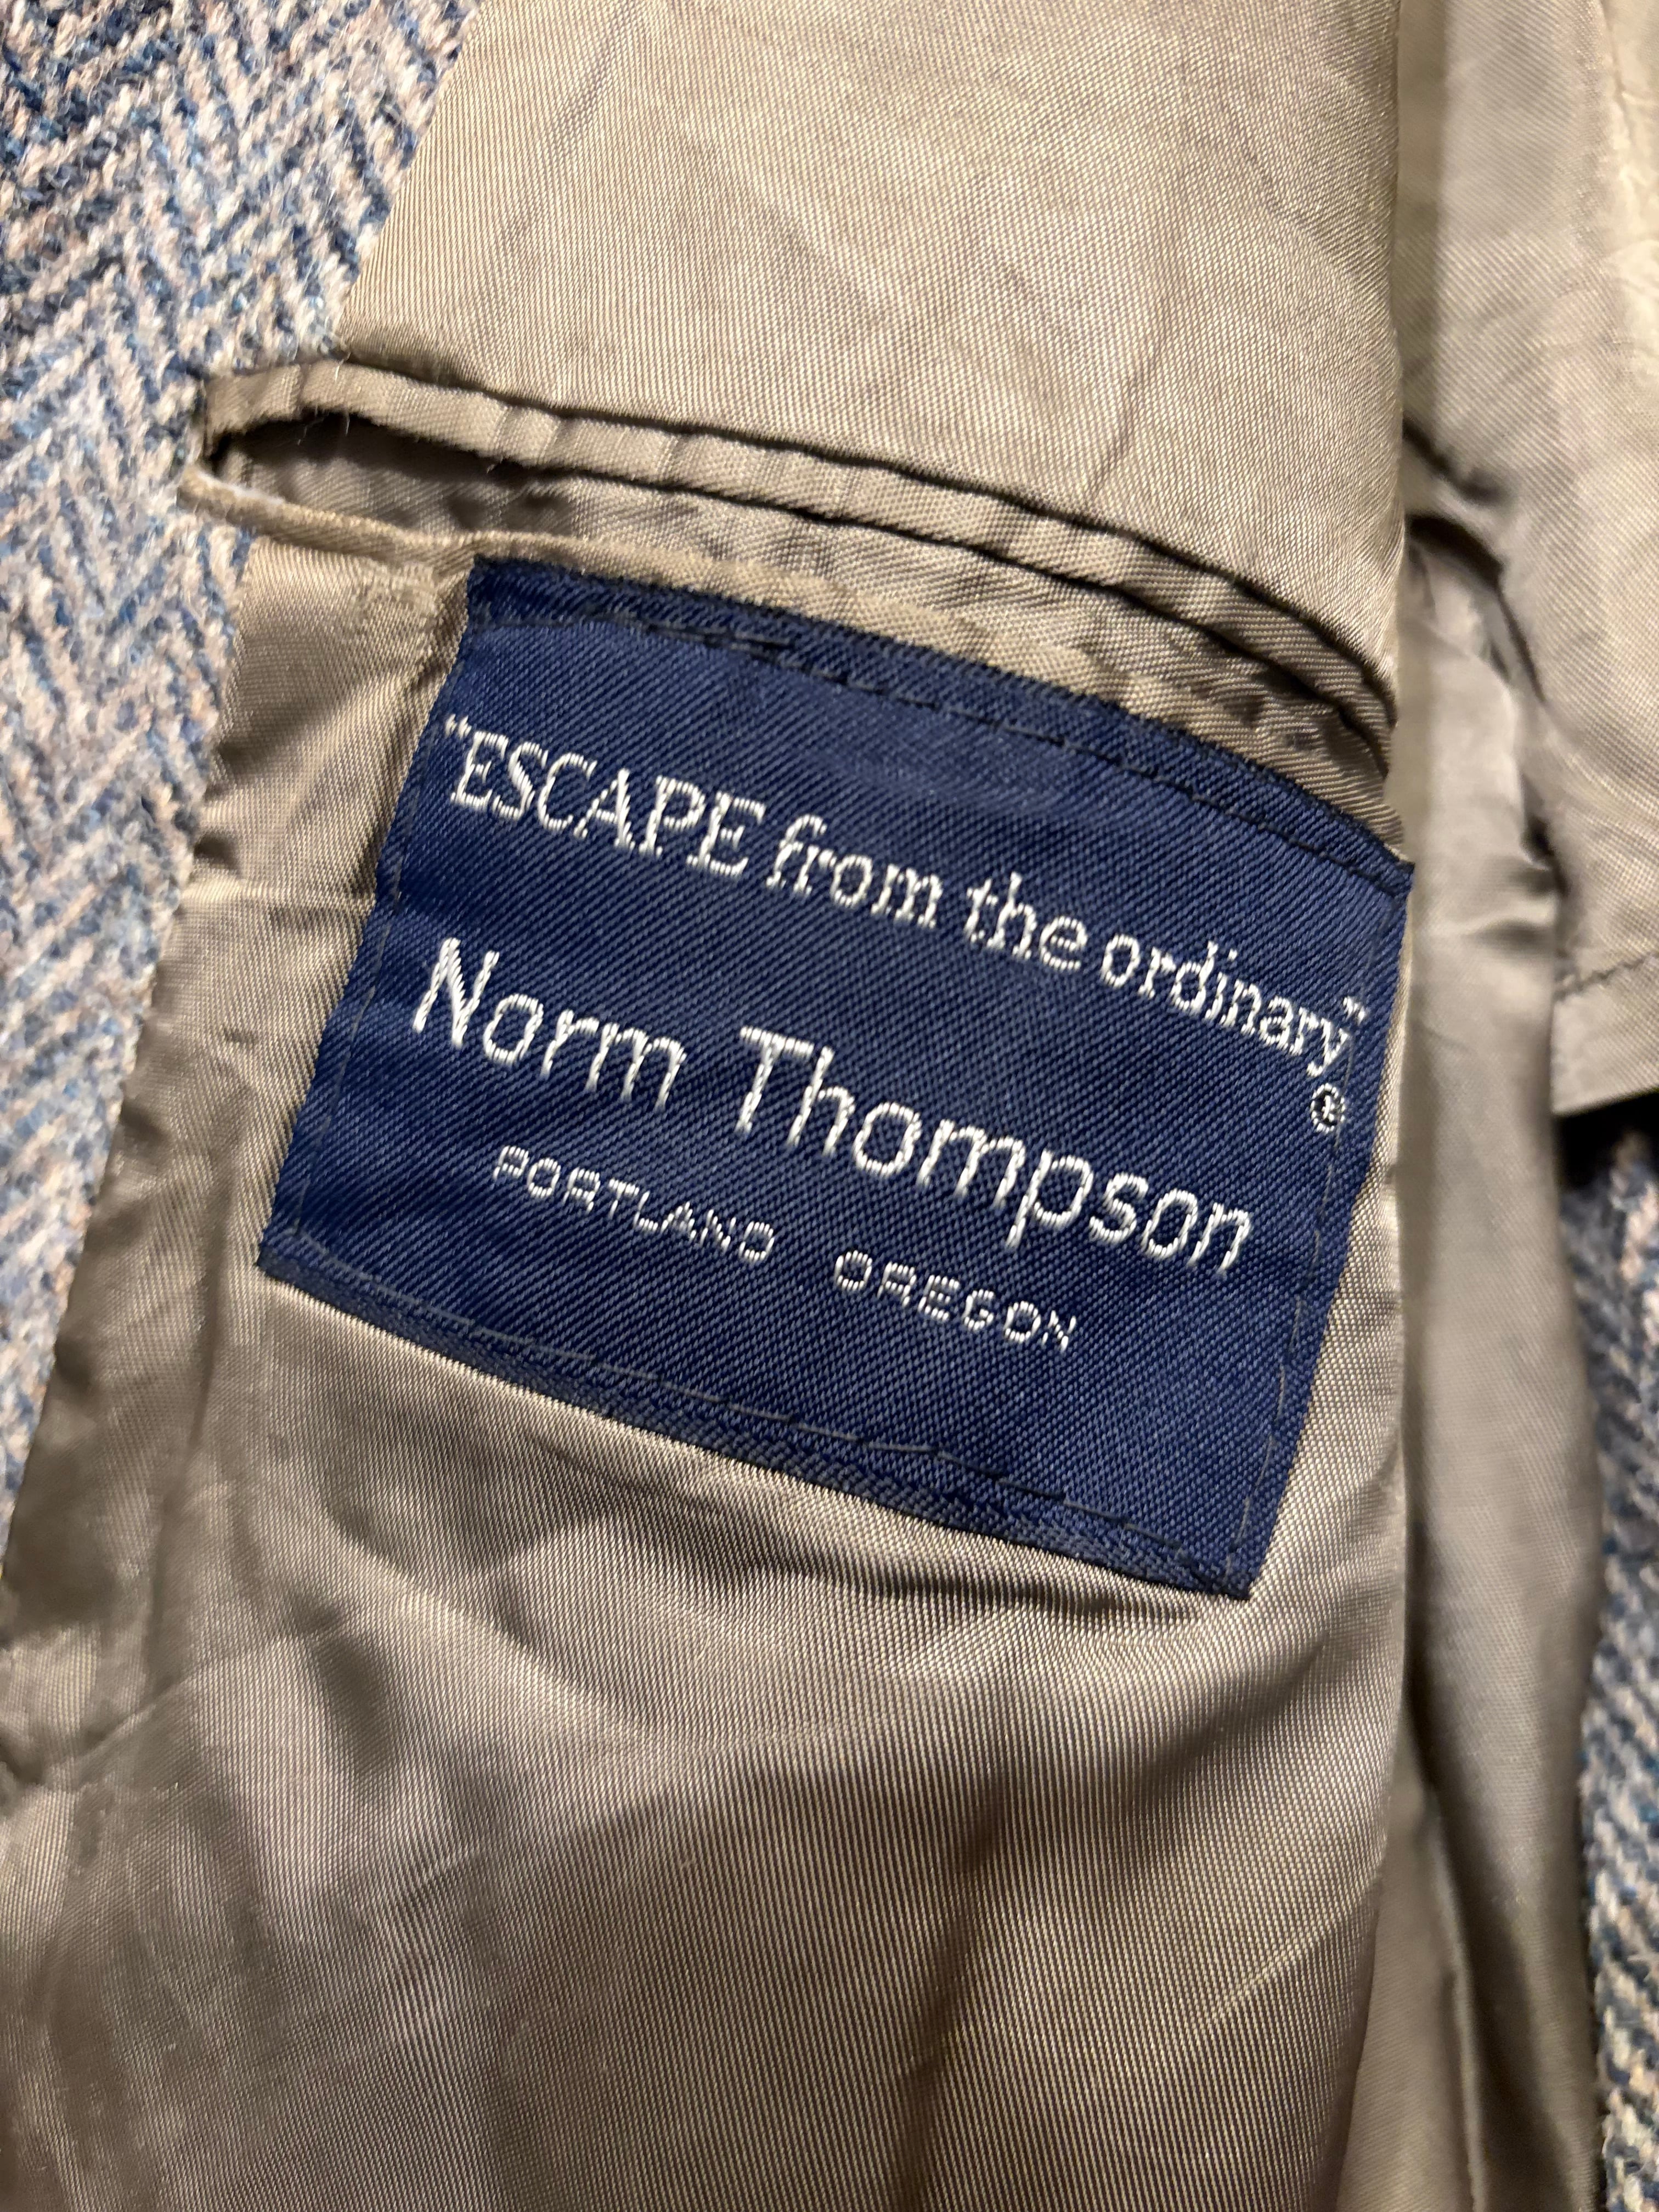 “ESCAPE from the ordinary”
®
Norm Thompson
PORTLAND OREGON